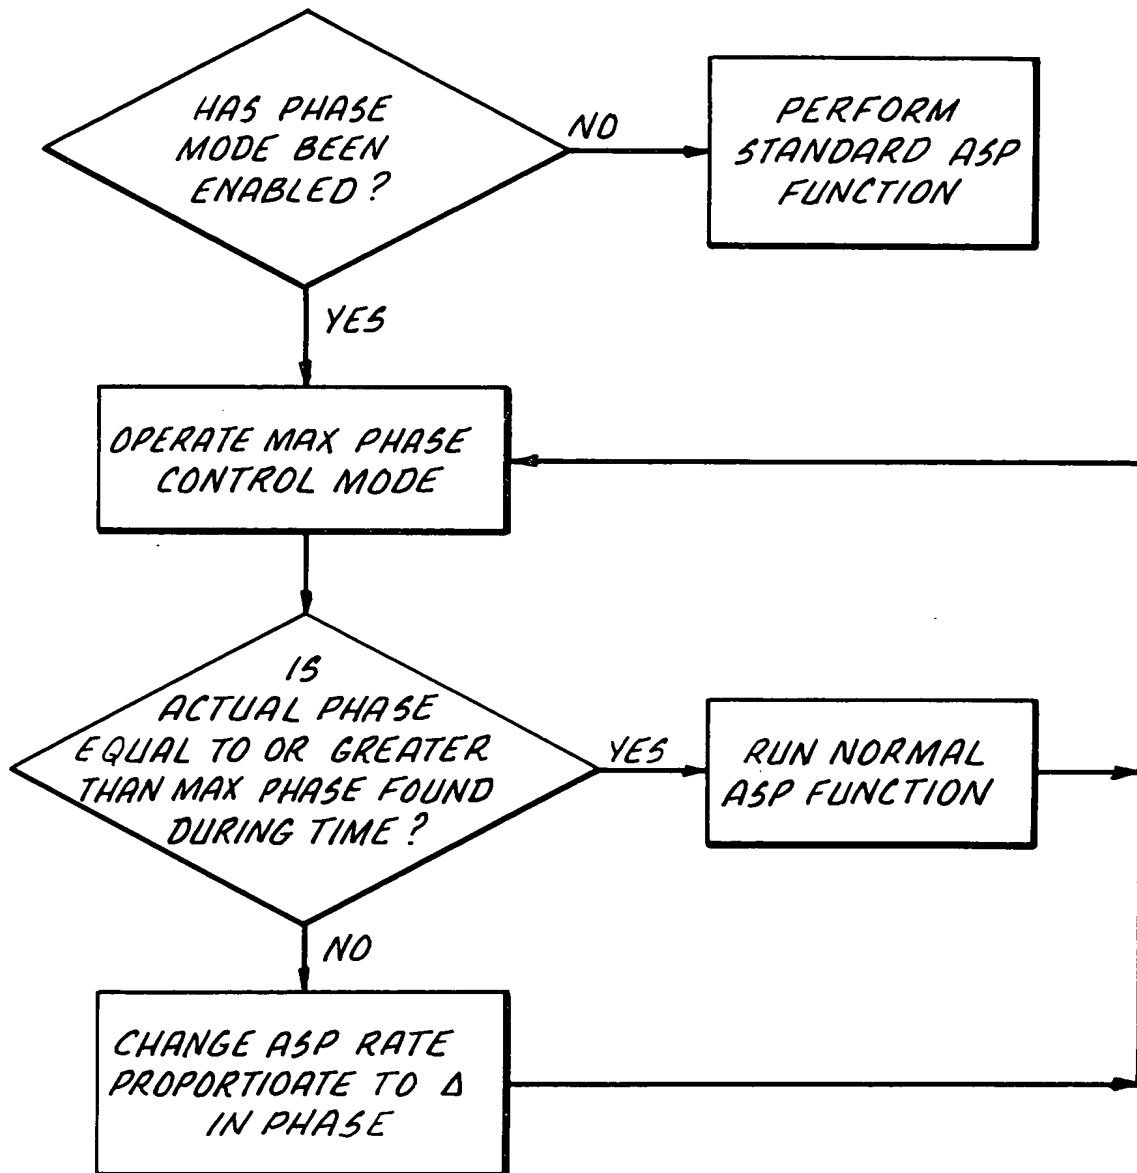 HAS PHASE
MODE BEEN
ENABLED?
NO
PERFORM
STANDARD ASP
FUNCTION
YES
OPERATE MAX PHASE
CONTROL MODE
IS
ACTUAL PHASE
EQUAL TO OR GREATER
THAN MAX PHASE FOUND
DURING TIME?
YES
RUN NORMAL
ASP FUNCTION
NO
CHANGE ASP RATE
PROPORTIOATE TO Δ
IN PHASE